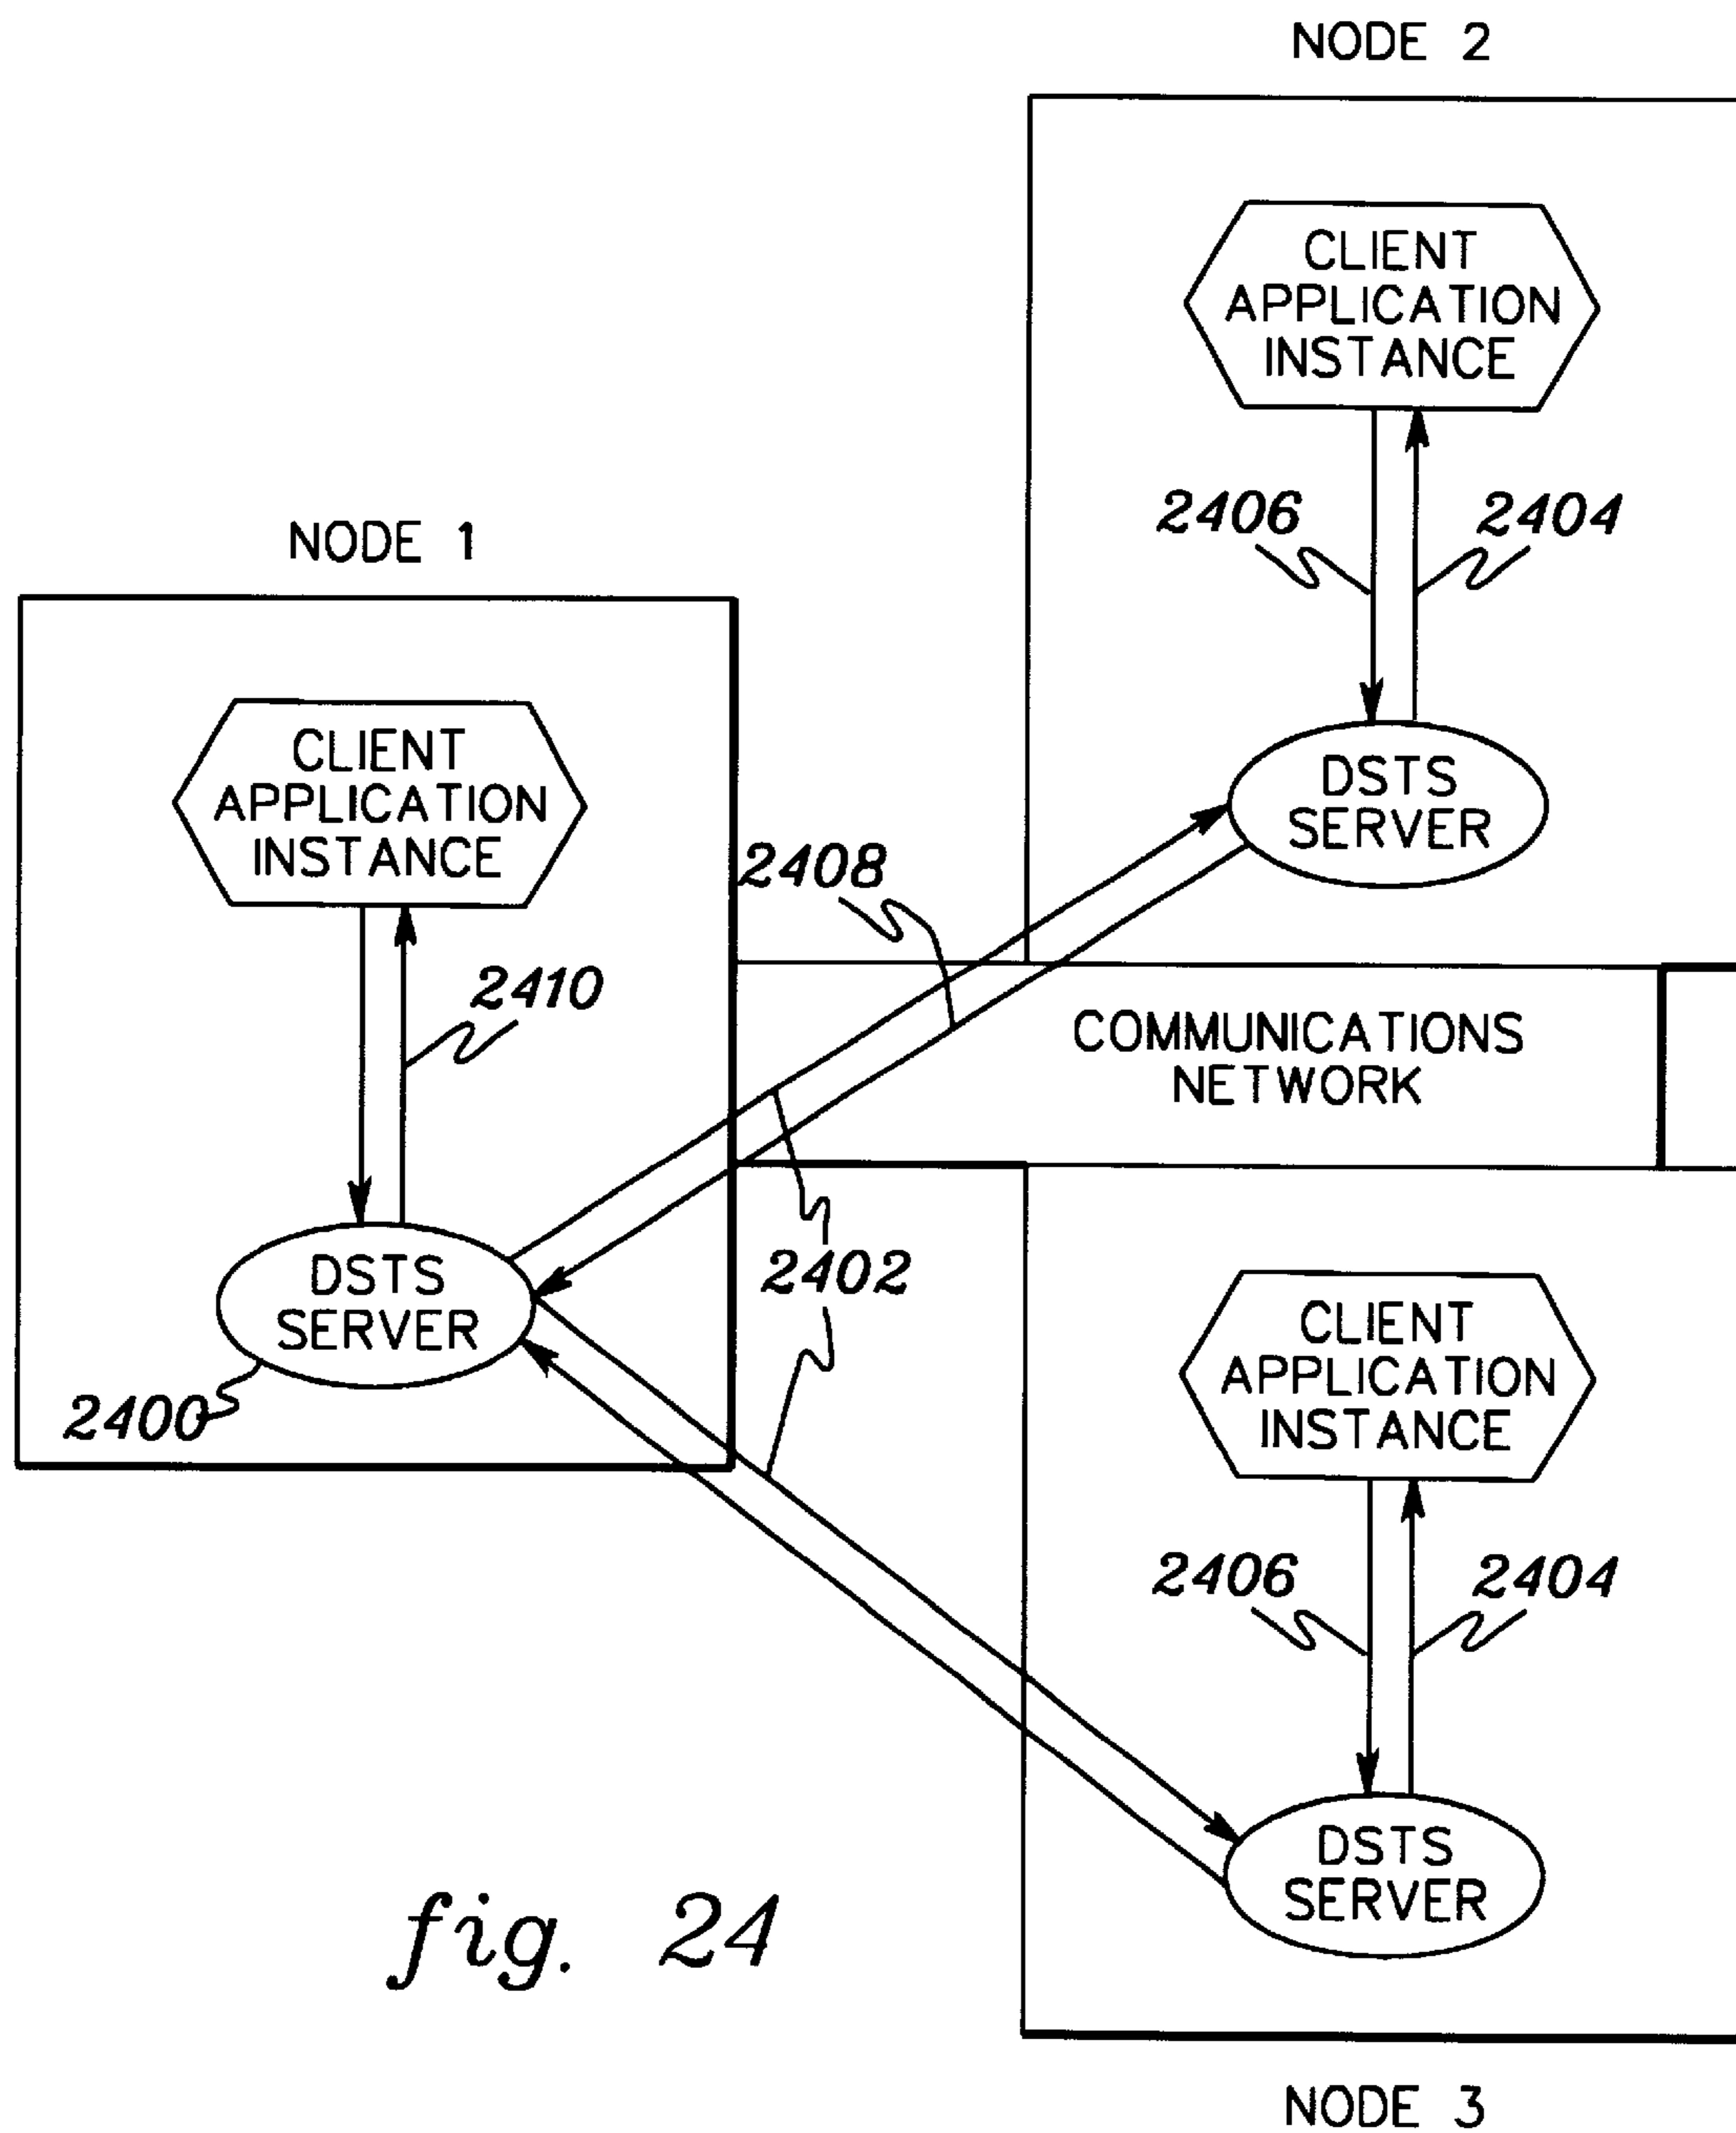 NODE 2
CLIENT
APPLICATION
INSTANCE
2406
2404
DSTS
SERVER
NODE 1
CLIENT
APPLICATION
INSTANCE
2408
2410
COMMUNICATIONS
NETWORK
DSTS
SERVER
2400
2402
CLIENT
APPLICATION
INSTANCE
2406
2404
DSTS
SERVER
fig. 24
NODE 3